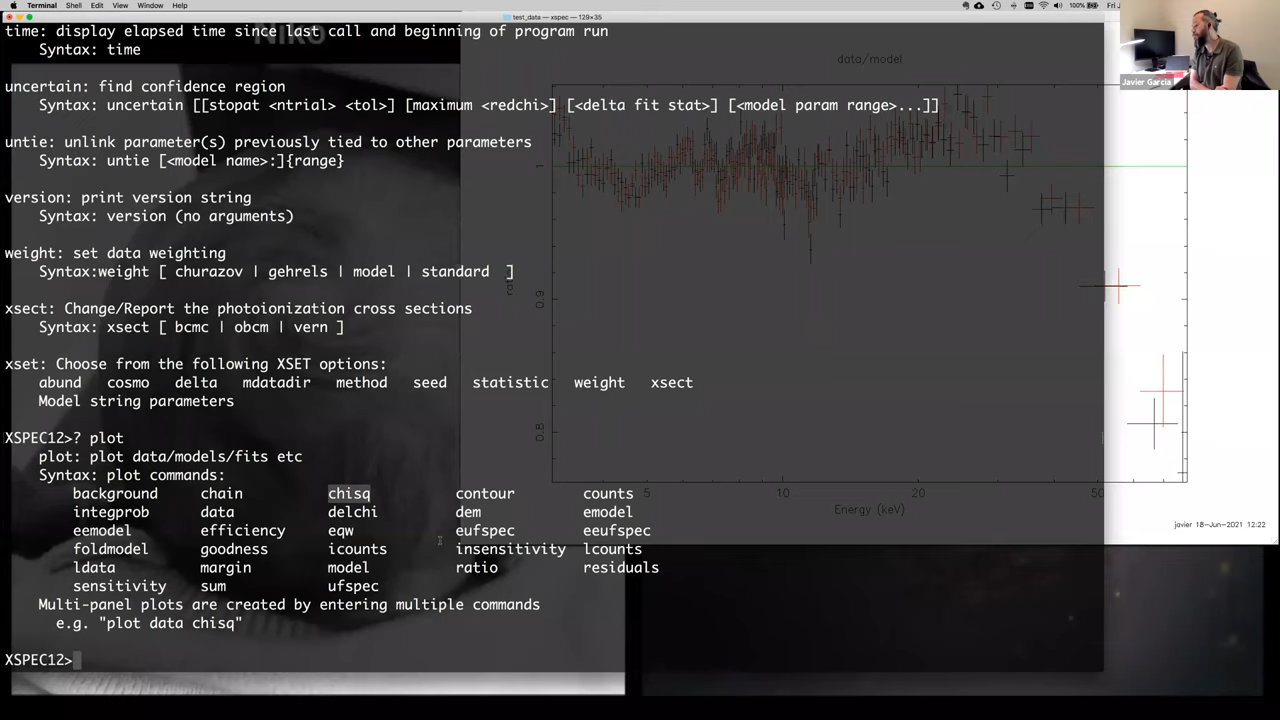 Terminal Shell Edit View Window Help
100% Fri J
test_data — xspec — 129×35
Niko
time: display elapsed time since last call and beginning of program run
Syntax: time
uncertain: find confidence region
Syntax: uncertain [[stopat <ntrial> <tol>] [maximum <redchi>] [<delta fit stat>] [<model param range>...]]
untie: unlink parameter(s) previously tied to other parameters
Syntax: untie [<model name>:]{range}
version: print version string
Syntax: version (no arguments)
weight: set data weighting
Syntax:weight [ churazov | gehrels | model | standard ]
xsect: Change/Report the photoionization cross sections
Syntax: xsect [ bcmc | obcm | vern ]
xset: Choose from the following XSET options:
abund cosmo delta mdatadir method seed statistic weight xsect
Model string parameters
XSPEC12>? plot
plot: plot data/models/fits etc
Syntax: plot commands:
background chain chisq contour counts
integprob data delchi dem emodel
eemodel efficiency eqw eufspec eeufspec
foldmodel goodness icounts insensitivity lcounts
ldata margin model ratio residuals
sensitivity sum ufspec
Multi-panel plots are created by entering multiple commands
e.g. "plot data chisq"
XSPEC12>
data/model
1
0.9
0.8
5 10 20 50
Energy (keV)
javier 18-Jun-2021 12:22
Javier Garcia